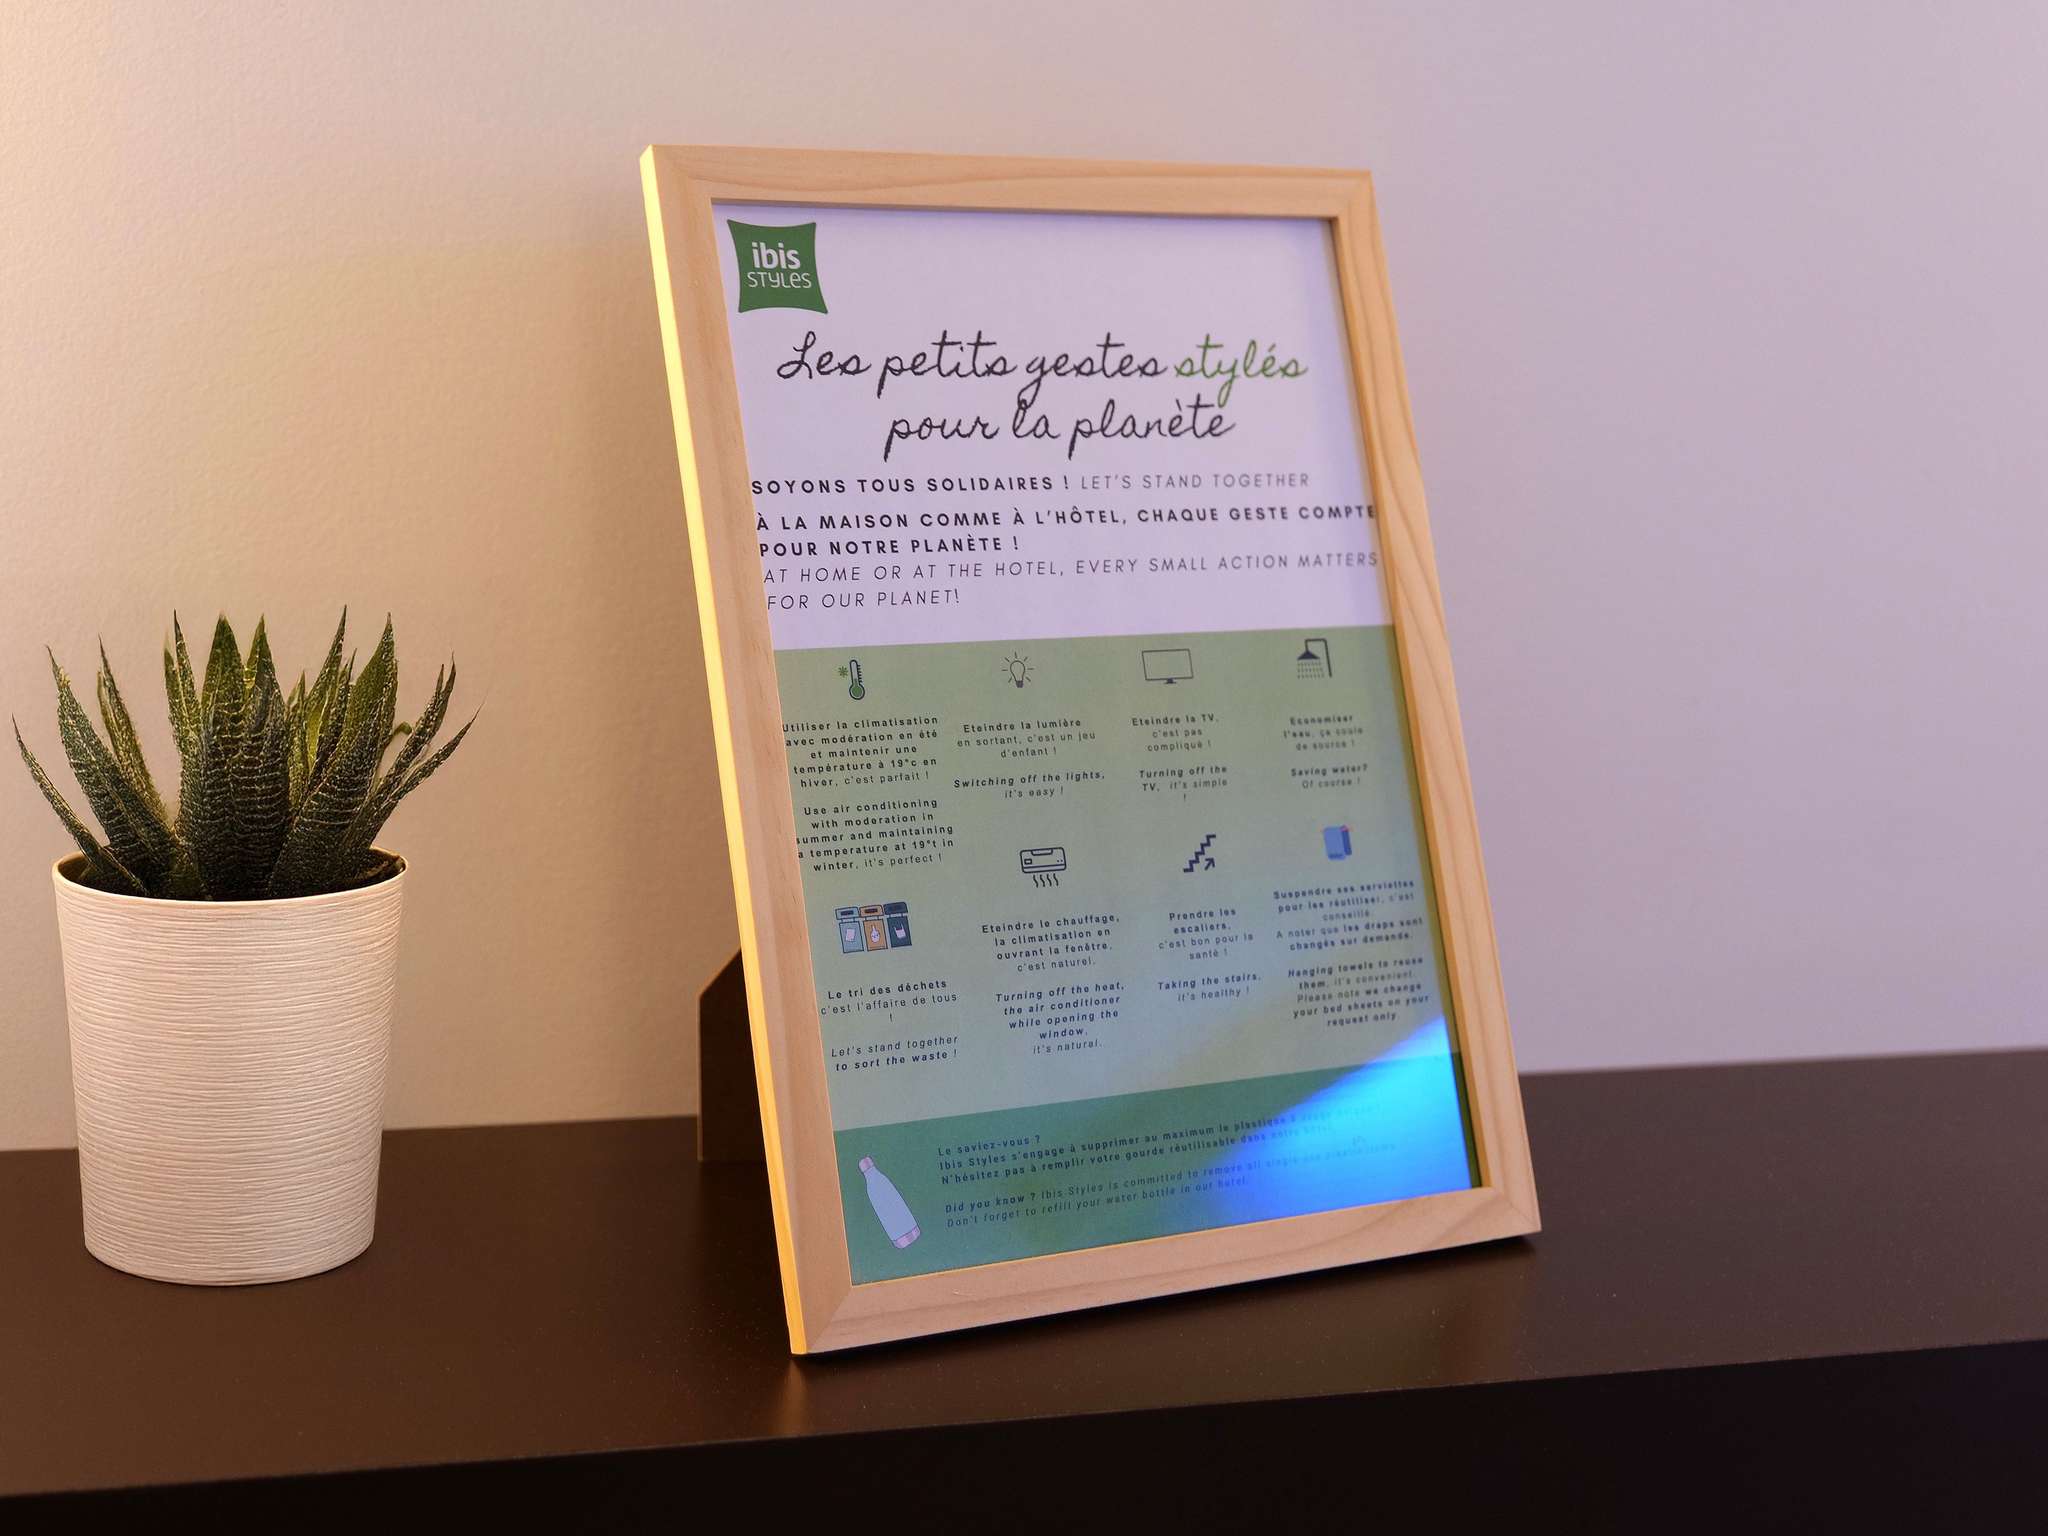 ibis
STYLES
Les petits gestes stylés
pour la planète
SOYONS TOUS SOLIDAIRES ! LET'S STAND TOGETHER
À LA MAISON COMME À L'HÔTEL, CHAQUE GESTE COMPTE
POUR NOTRE PLANÈTE !
AT HOME OR AT THE HOTEL, EVERY SMALL ACTION MATTERS
FOR OUR PLANET!
Utiliser la climatisation
avec modération en été
et maintenir une
température à 19°c en
hiver, c'est parfait !
Use air conditioning
with moderation in
summer and maintaining
a temperature at 19°t in
winter, it's perfect !
Eteindre la lumière
en sortant, c'est un jeu
d'enfant !
Switching off the lights,
it's easy !
Eteindre la TV,
c'est pas
compliqué !
Turning off the
TV, it's simple
!
Economiser
l'eau, ça coule
de source !
Saving water?
Of course !
Le tri des déchets
c'est l'affaire de tous
!
Let's stand together
to sort the waste !
Eteindre le chauffage,
la climatisation en
ouvrant la fenêtre,
c'est naturel.
Turning off the heat,
the air conditioner
while opening the
window,
it's natural.
Prendre les
escaliers,
c'est bon pour la
santé !
Taking the stairs,
it's healthy !
Suspendre ses serviettes
pour les réutiliser, c'est
conseillé.
A noter que les draps sont
changés sur demande.
Hanging towels to reuse
them, it's convenient.
Please note we change
your bed sheets on your
request only.
Le saviez-vous ?
Ibis Styles s'engage à supprimer au maximum le plastique à usage
N'hésitez pas à remplir votre gourde réutilisable dans notre hôtel.
Did you know ? Ibis Styles is committed to remove all single-use plastic items.
Don't forget to refill your water bottle in our hotel.